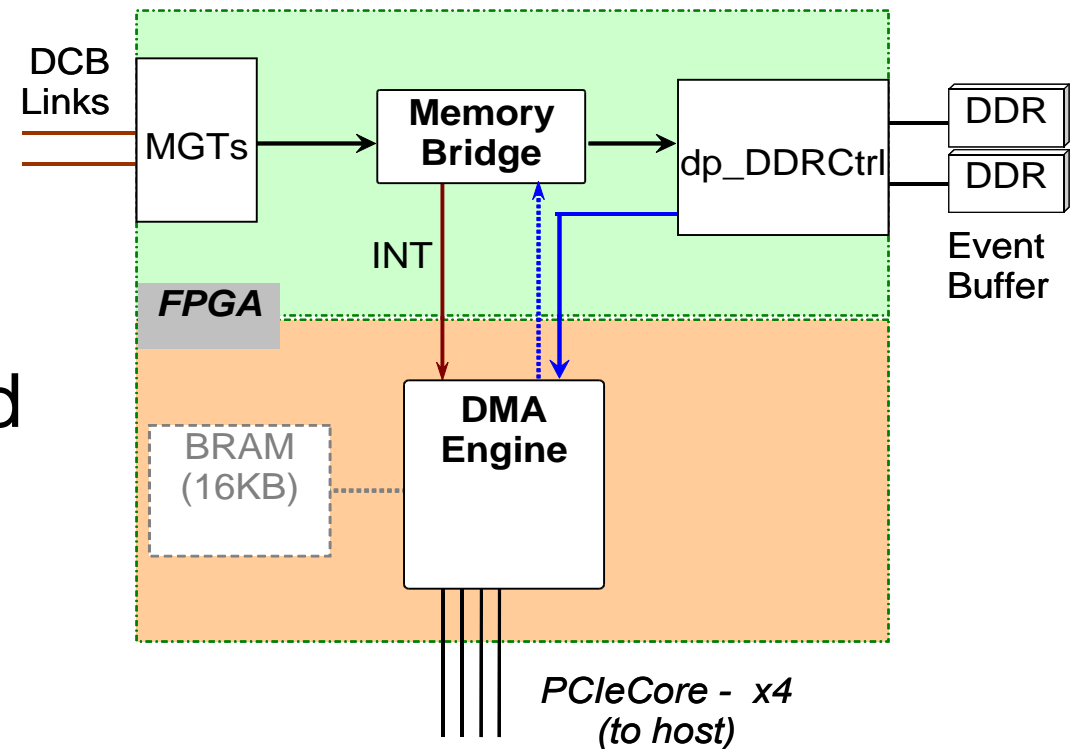 DCB
Links
MGTs
Memory
Bridge
dp_DDRCtrl
DDR
DDR
Event
Buffer
INT
FPGA
d
DMA
Engine
BRAM
(16KB)
PCIeCore - x4
(to host)